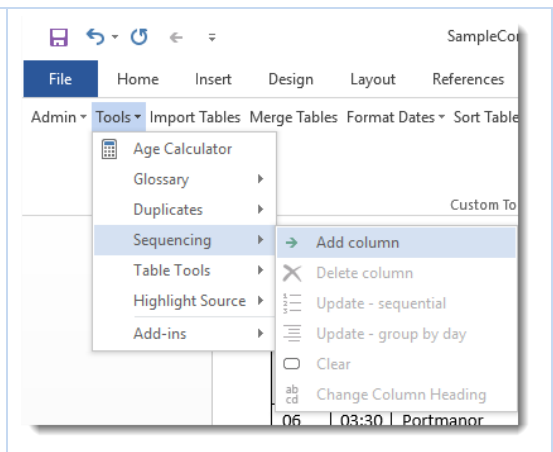 SampleCo
File Home Insert Design Layout References
Admin Tools Import Tables Merge Tables Format Dates Sort Table
Age Calculator
Glossary
Duplicates
Custom To
Sequencing
Add column
Table Tools
Delete column
Highlight Source
Update - sequential
Add-ins
Update - group by day
Clear
ab
cd
Change Column Heading
06 03:30 Portmanor